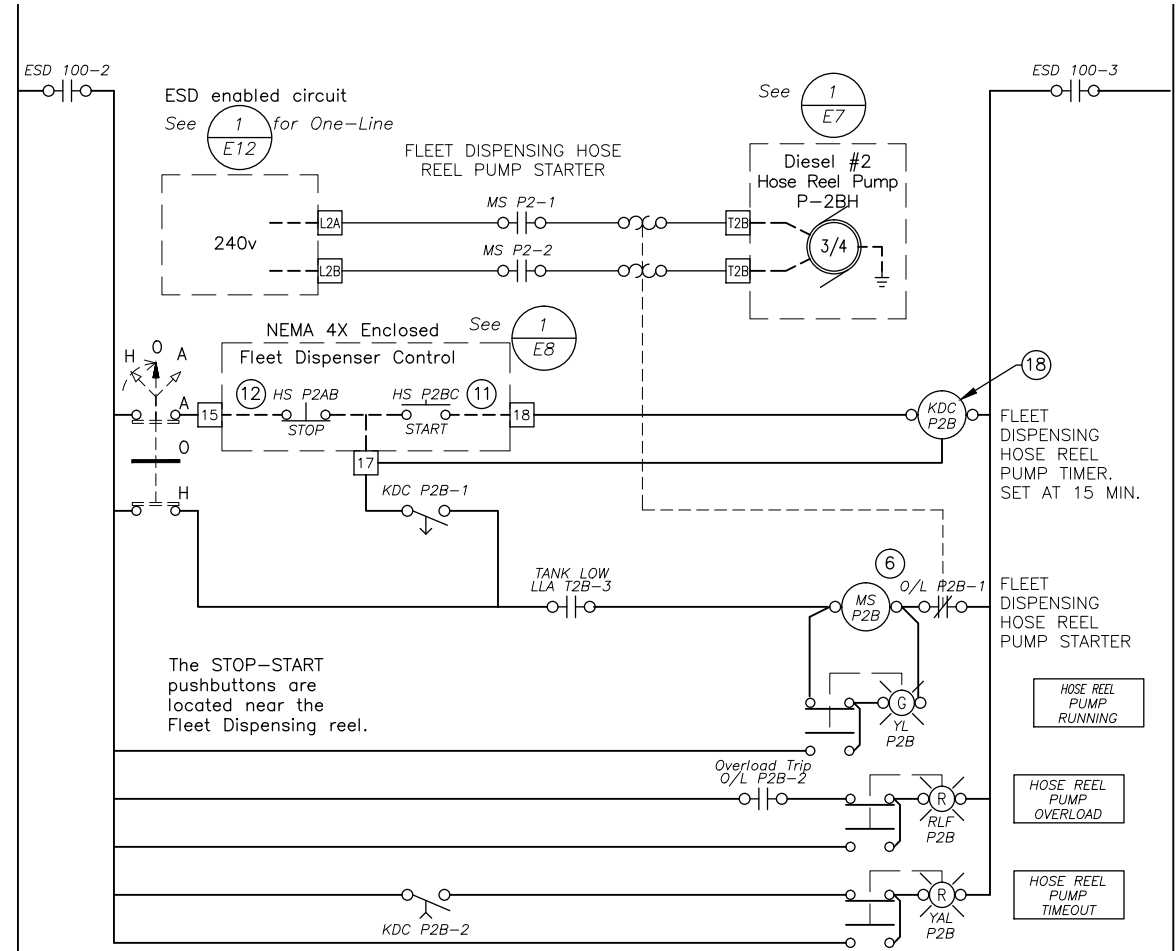 ESD 100-2
ESD 100-3
ESD enabled circuit
See 1 for One-Line
E12
See 1
E7
FLEET DISPENSING HOSE
REEL PUMP STARTER
Diesel #2
Hose Reel Pump
P-2BH
MS P2-1
L2A
T2B
240v
3/4
MS P2-2
L2B
T2B
NEMA 4X Enclosed
See 1
E8
Fleet Dispenser Control
H O A
12 HS P2AB
HS P2BC 11
18
A
15
STOP
START
18
KDC
P2B
FLEET
DISPENSING
HOSE REEL
PUMP TIMER.
SET AT 15 MIN.
O
17
H
KDC P2B-1
TANK LOW
LLA T2B-3
6
O/L P2B-1
MS
P2B
FLEET
DISPENSING
HOSE REEL
PUMP STARTER
The STOP-START
pushbuttons are
located near the
Fleet Dispensing reel.
G
YL
P2B
HOSE REEL
PUMP
RUNNING
Overload Trip
O/L P2B-2
R
RLF
P2B
HOSE REEL
PUMP
OVERLOAD
KDC P2B-2
R
YAL
P2B
HOSE REEL
PUMP
TIMEOUT